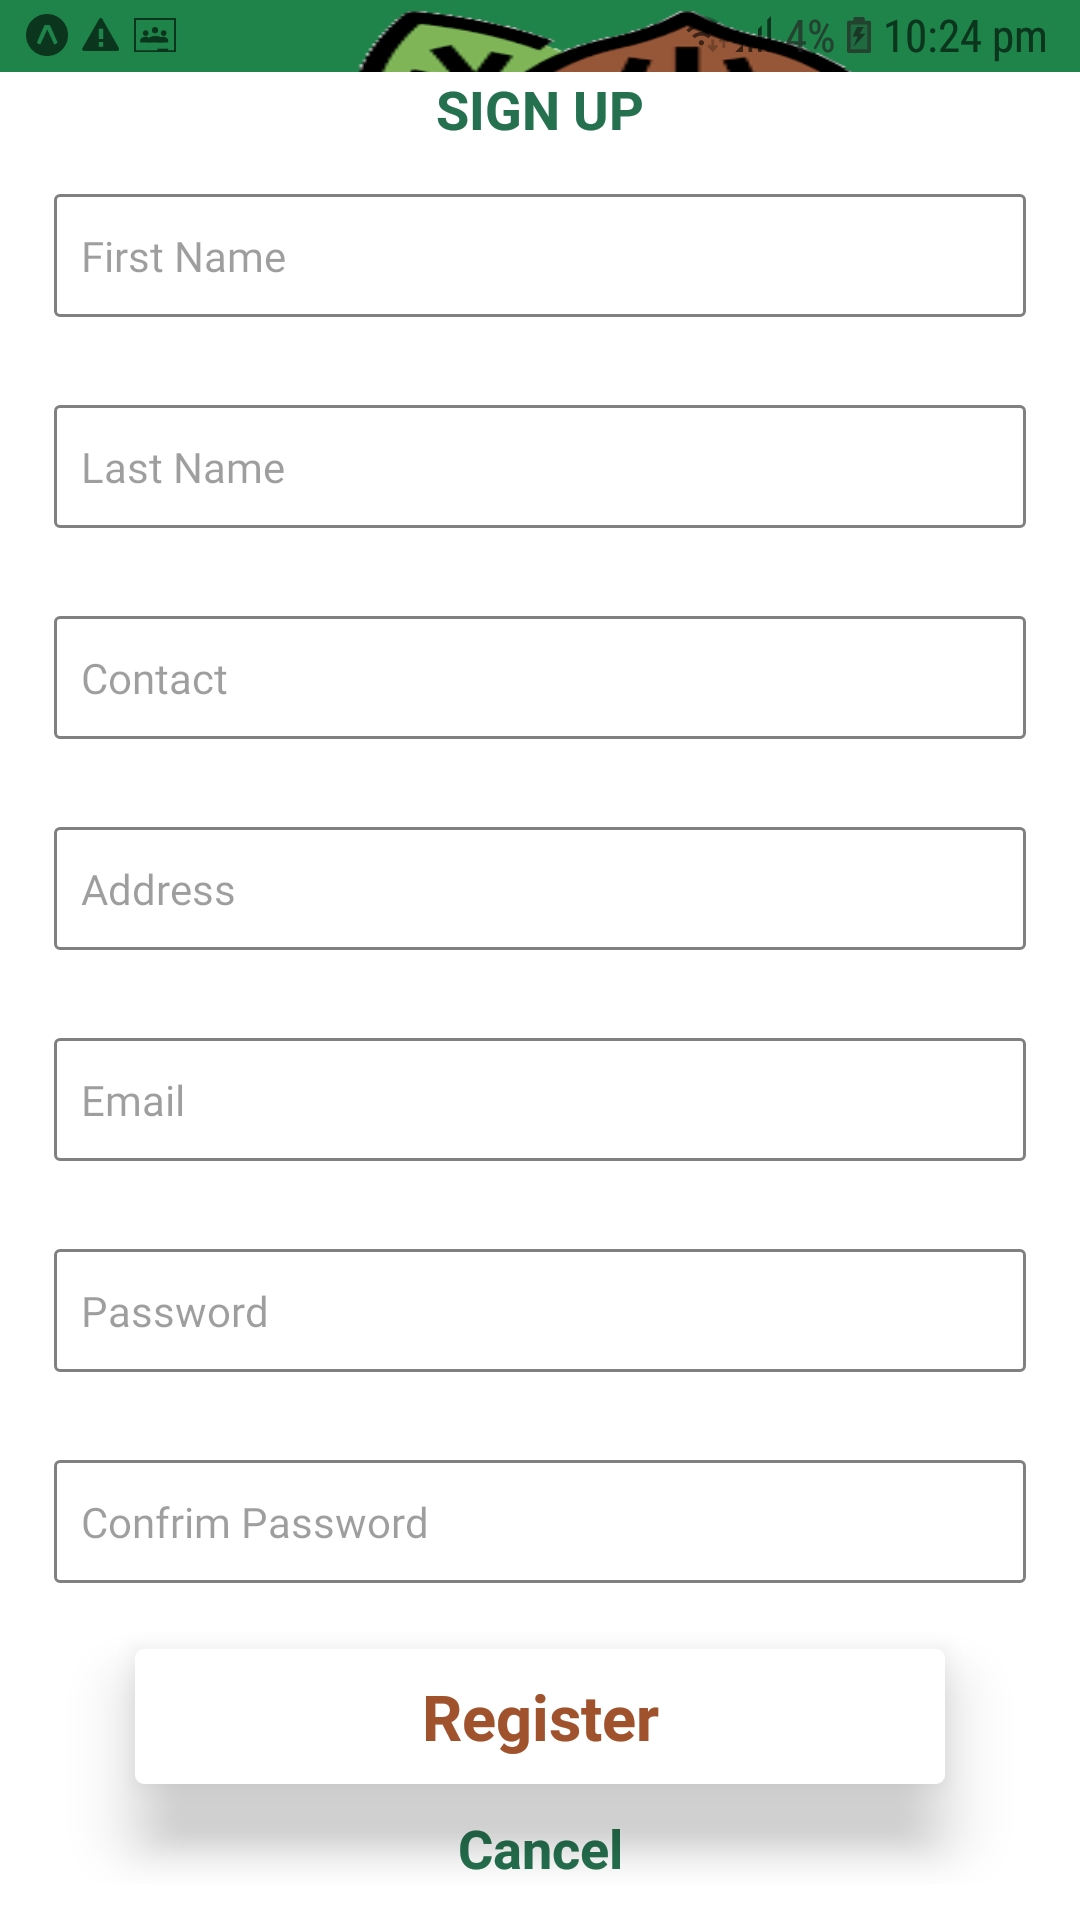 4% 10:24 pm
SIGN UP
First Name
Last Name
Contact
Address
Email
Password
Confrim Password
Register
Cancel